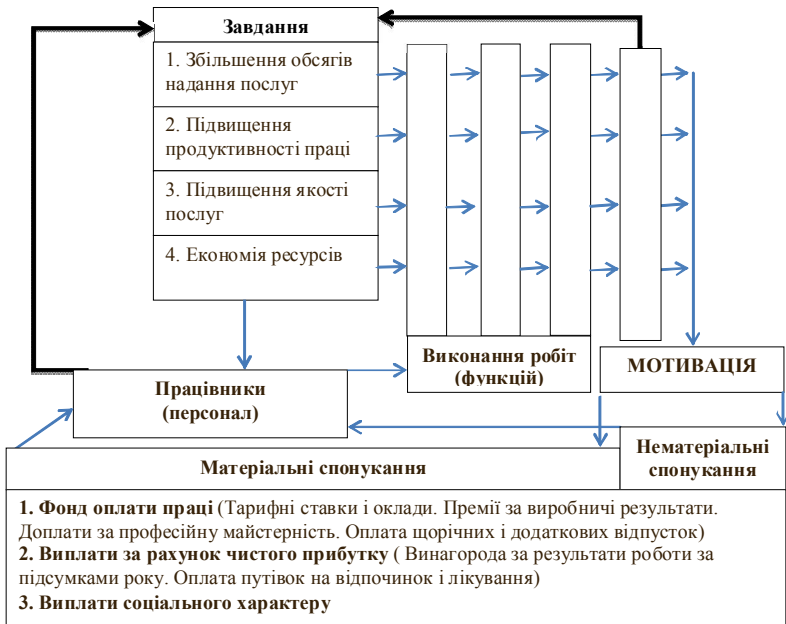 Завдання
1. Збільшення обсягів
надання послуг
2. Підвищення
продуктивності праці
3. Підвищення якості
послуг
4. Економія ресурсів
Виконання робіт
(функцій)
МОТИВАЦІЯ
Працівники
(персонал)
Матеріальні спонукання
Нематеріальні
спонукання
1. Фонд оплати праці (Тарифні ставки і оклади. Премії за виробничі результати.
Доплати за професійну майстерність. Оплата щорічних і додаткових відпусток)
2. Виплати за рахунок чистого прибутку ( Винагорода за результати роботи за
підсумками року. Оплата путівок на відпочинок і лікування)
3. Виплати соціального характеру